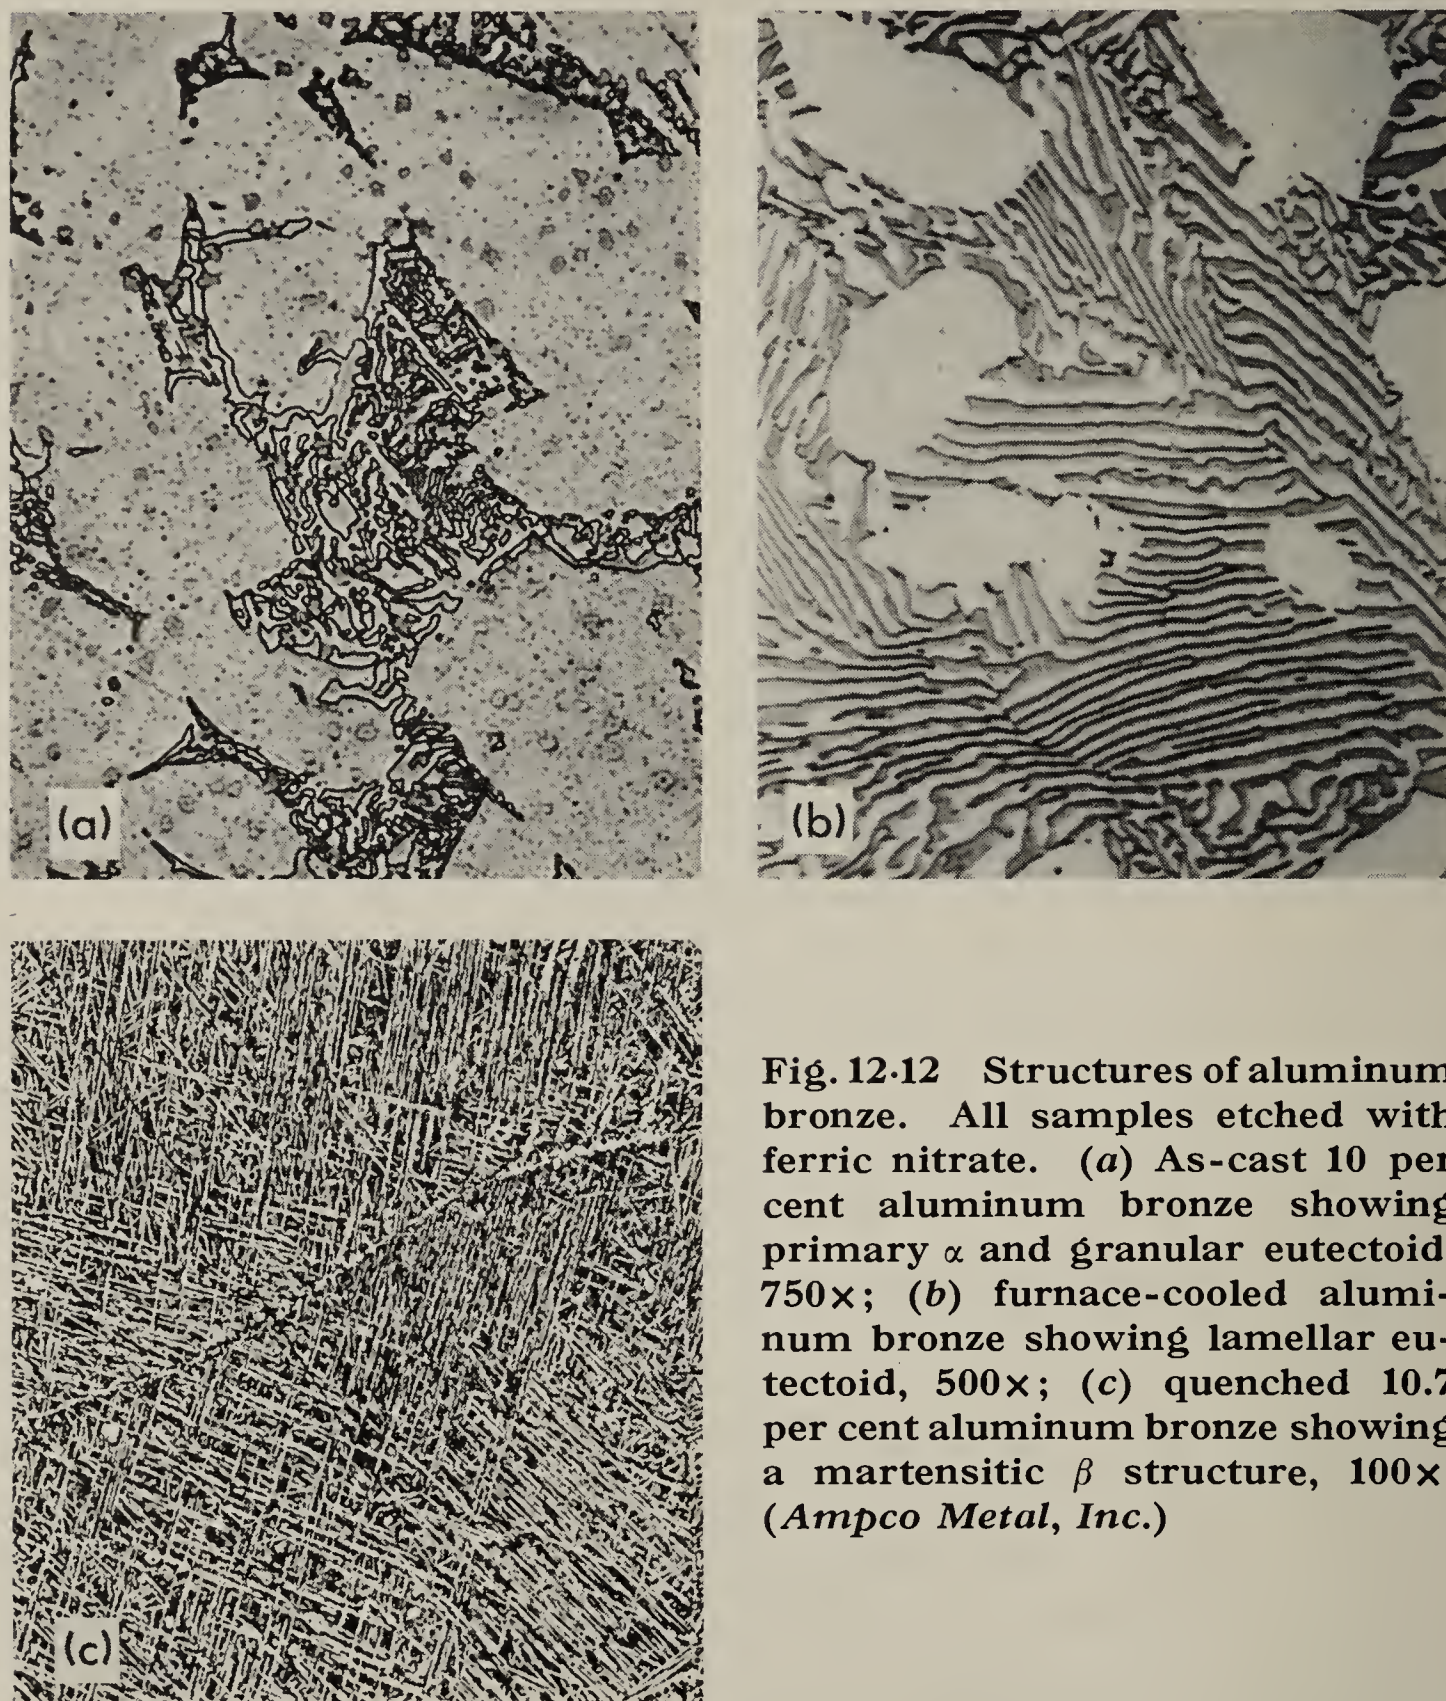 (a)
(b)
(c)
Fig. 12·12 Structures of aluminum
bronze. All samples etched with
ferric nitrate. (a) As-cast 10 per
cent aluminum bronze showing
primary α and granular eutectoid
750×; (b) furnace-cooled alumi-
num bronze showing lamellar eu-
tectoid, 500×; (c) quenched 10.7
per cent aluminum bronze showing
a martensitic β structure, 100×
(Ampco Metal, Inc.)